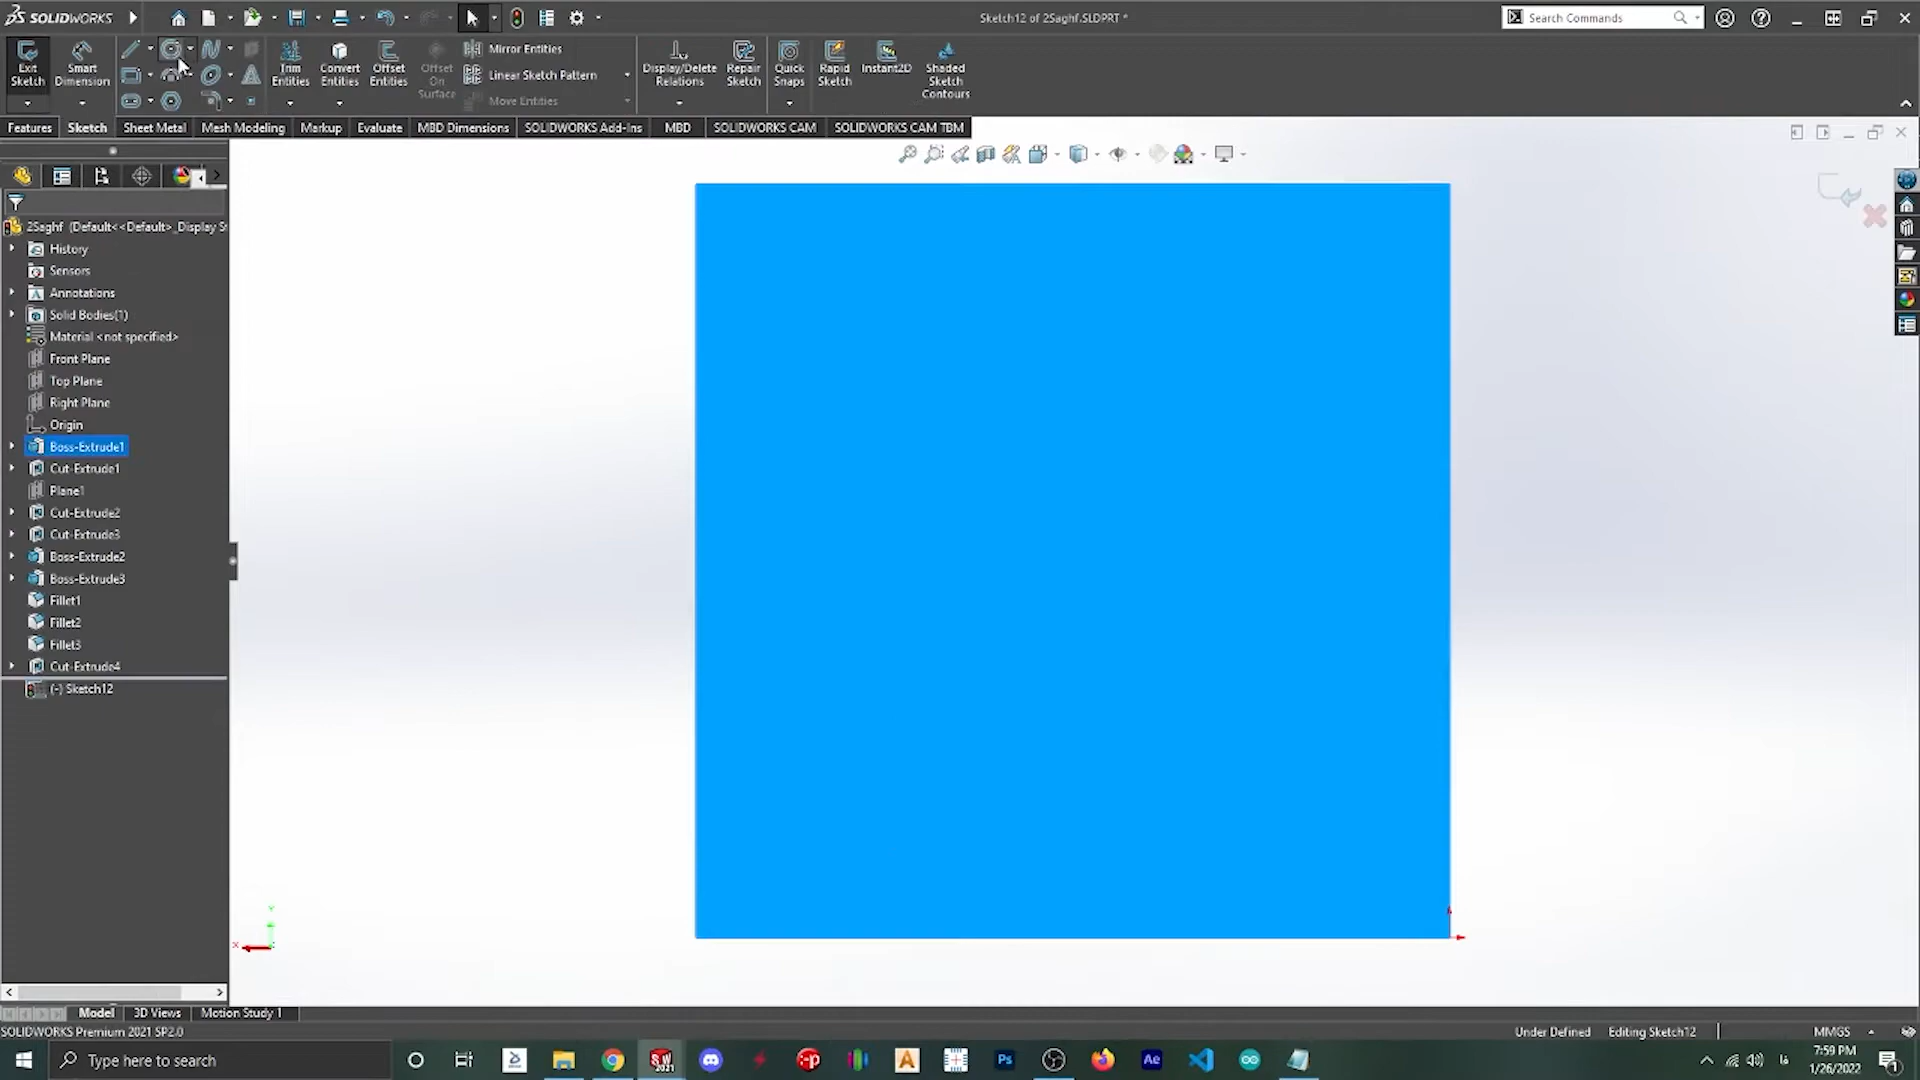 SOLIDWORKS
Sketch12 of 2Saghf.SLDPRT *
Search Commands
Exit Sketch
Smart Dimension
Trim Entities
Convert Entities
Offset Entities
Offset On Surface
Mirror Entities
Linear Sketch Pattern
Move Entities
Display/Delete Relations
Repair Sketch
Quick Snaps
Rapid Sketch
Instant2D
Shaded Sketch Contours
Features
Sketch
Sheet Metal
Mesh Modeling
Markup
Evaluate
MBD Dimensions
SOLIDWORKS Add-Ins
MBD
SOLIDWORKS CAM
SOLIDWORKS CAM TBM
2Saghf (Default<<Default>_Display S
History
Sensors
Annotations
Solid Bodies(1)
Material <not specified>
Front Plane
Top Plane
Right Plane
Origin
Boss-Extrude1
Cut-Extrude1
Plane1
Cut-Extrude2
Cut-Extrude3
Boss-Extrude2
Boss-Extrude3
Fillet1
Fillet2
Fillet3
Cut-Extrude4
(-) Sketch12
Model
3D Views
Motion Study 1
SOLIDWORKS Premium 2021 SP2.0
Under Defined
Editing Sketch12
MMGS
Type here to search
7:59 PM
1/26/2022